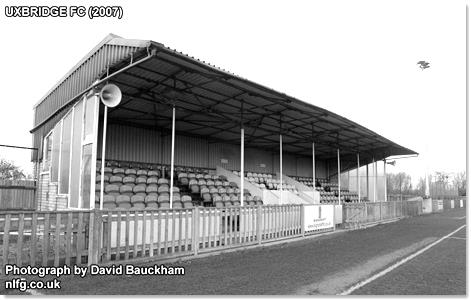 UXBRIDGE FC (2007)
Photograph by David Bauckham
nlfg.co.uk